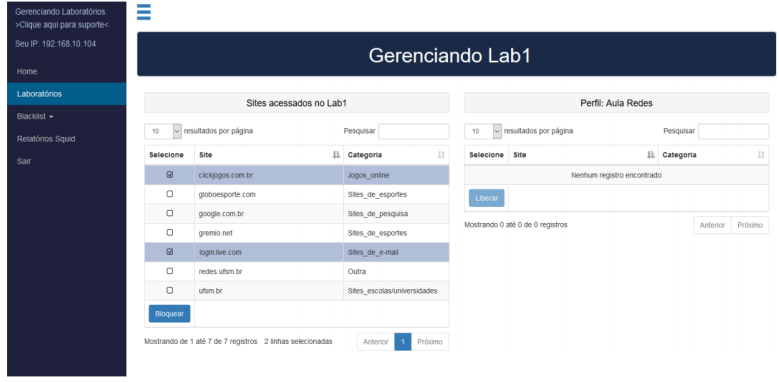 Gerenciando Laboratórios
>Clique aqui para suporte<
Seu IP: 192.168.10.104
Home
Laboratórios
Blacklist
Relatórios Squid
Sair
Gerenciando Lab1
Sites acessados no Lab1
10 resultados por página Pesquisar
Selecione Site Categoria
clickjogos.com.br Jogos_online
globoesporte.com Sites_de_esportes
google.com.br Sites_de_pesquisa
gremio.net Sites_de_esportes
login.live.com Sites_de_e-mail
redes.ufsm.br Outra
ufsm.br Sites_escolas/universidades
Bloquear
Mostrando de 1 até 7 de 7 registros 2 linhas selecionadas Anterior 1 Próximo
Perfil: Aula Redes
10 resultados por página Pesquisar
Selecione Site Categoria
Nenhum registro encontrado
Liberar
Mostrando 0 até 0 de 0 registros Anterior Próximo